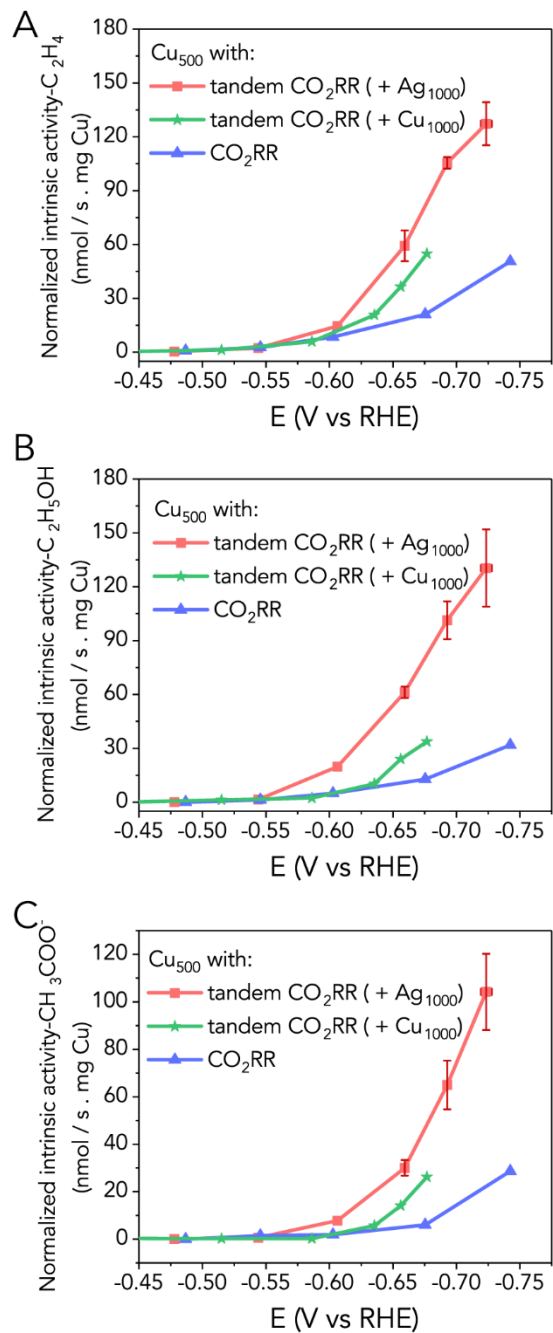 A
Normalized intrinsic activity-C₂H₄
(nmol / s . mg Cu)
180
150
120
90
60
30
0
Cu₅₀₀ with:
tandem CO₂RR ( + Ag₁₀₀₀)
tandem CO₂RR ( + Cu₁₀₀₀)
CO₂RR
-0.45 -0.50 -0.55 -0.60 -0.65 -0.70 -0.75
E (V vs RHE)
B
Normalized intrinsic activity-C₂H₅OH
(nmol / s . mg Cu)
180
150
120
90
60
30
0
Cu₅₀₀ with:
tandem CO₂RR ( + Ag₁₀₀₀)
tandem CO₂RR ( + Cu₁₀₀₀)
CO₂RR
-0.45 -0.50 -0.55 -0.60 -0.65 -0.70 -0.75
E (V vs RHE)
C
Normalized intrinsic activity-CH₃COO⁻
(nmol / s . mg Cu)
120
100
80
60
40
20
0
Cu₅₀₀ with:
tandem CO₂RR ( + Ag₁₀₀₀)
tandem CO₂RR ( + Cu₁₀₀₀)
CO₂RR
-0.45 -0.50 -0.55 -0.60 -0.65 -0.70 -0.75
E (V vs RHE)